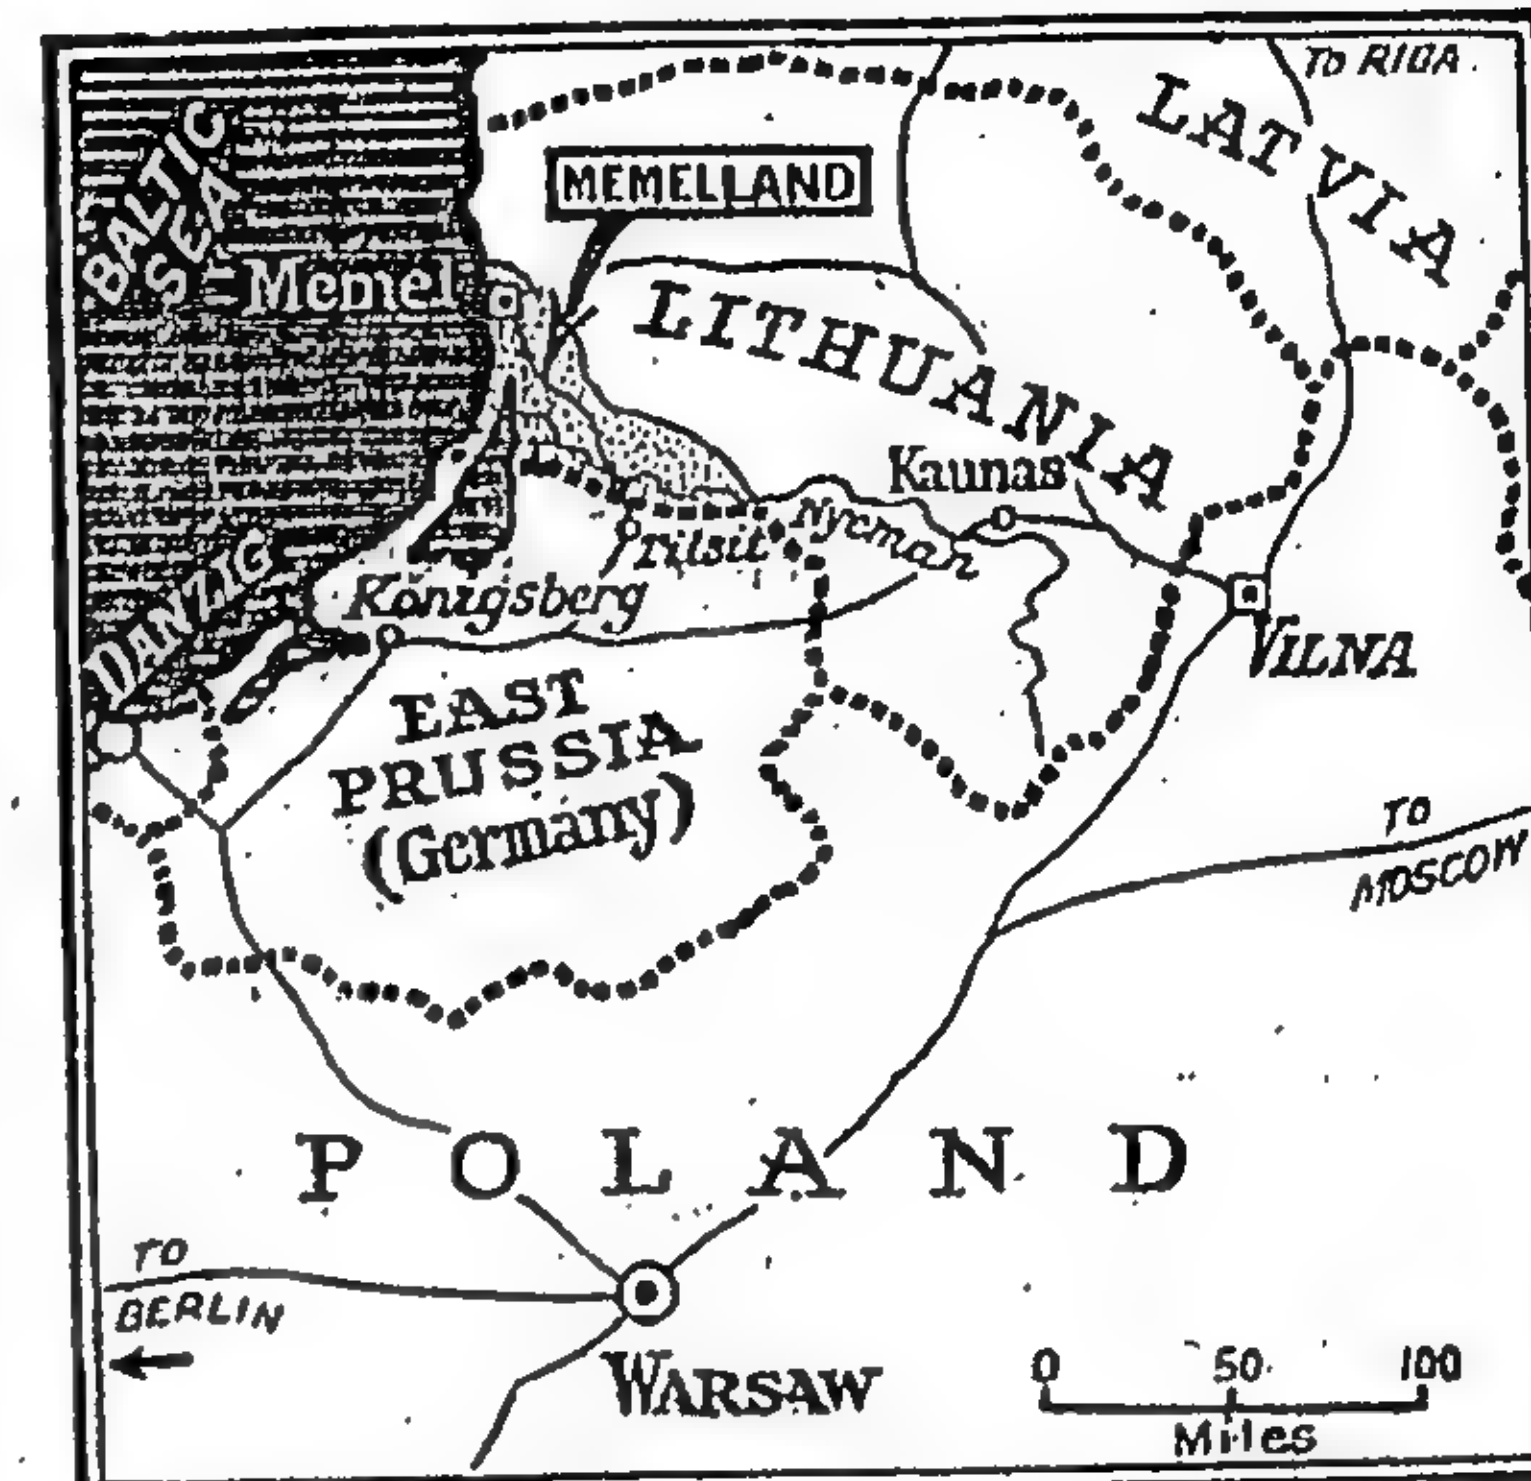 TO RIGA.
LATVIA
BALTIC
SEA
MEMELLAND
Memel
LITHUANIA
Kaunas
Nyeman
Tilsit
DANZIG
Königsberg
VILNA
EAST
PRUSSIA
(Germany)
TO
MOSCOW
POLAND
TO
BERLIN
WARSAW
0 50 100
Miles